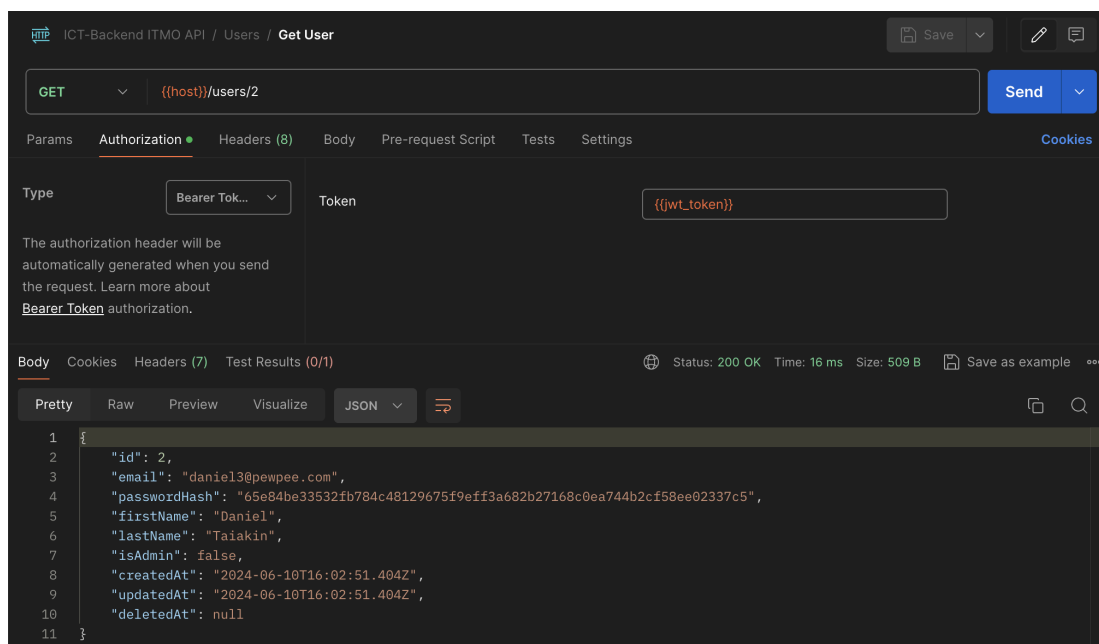 HTTP ICT-Backend ITMO API / Users / Get User Save
GET {{host}}/users/2 Send
Params Authorization Headers (8) Body Pre-request Script Tests Settings Cookies
Type Bearer Tok... Token {{jwt_token}}
The authorization header will be
automatically generated when you send
the request. Learn more about
Bearer Token authorization.
Body Cookies Headers (7) Test Results (0/1) Status: 200 OK Time: 16 ms Size: 509 B Save as example
Pretty Raw Preview Visualize JSON
1 {
2 "id": 2,
3 "email": "daniel3@pewpee.com",
4 "passwordHash": "65e84be33532fb784c48129675f9eff3a682b27168c0ea744b2cf58ee02337c5",
5 "firstName": "Daniel",
6 "lastName": "Taiakin",
7 "isAdmin": false,
8 "createdAt": "2024-06-10T16:02:51.404Z",
9 "updatedAt": "2024-06-10T16:02:51.404Z",
10 "deletedAt": null
11 }